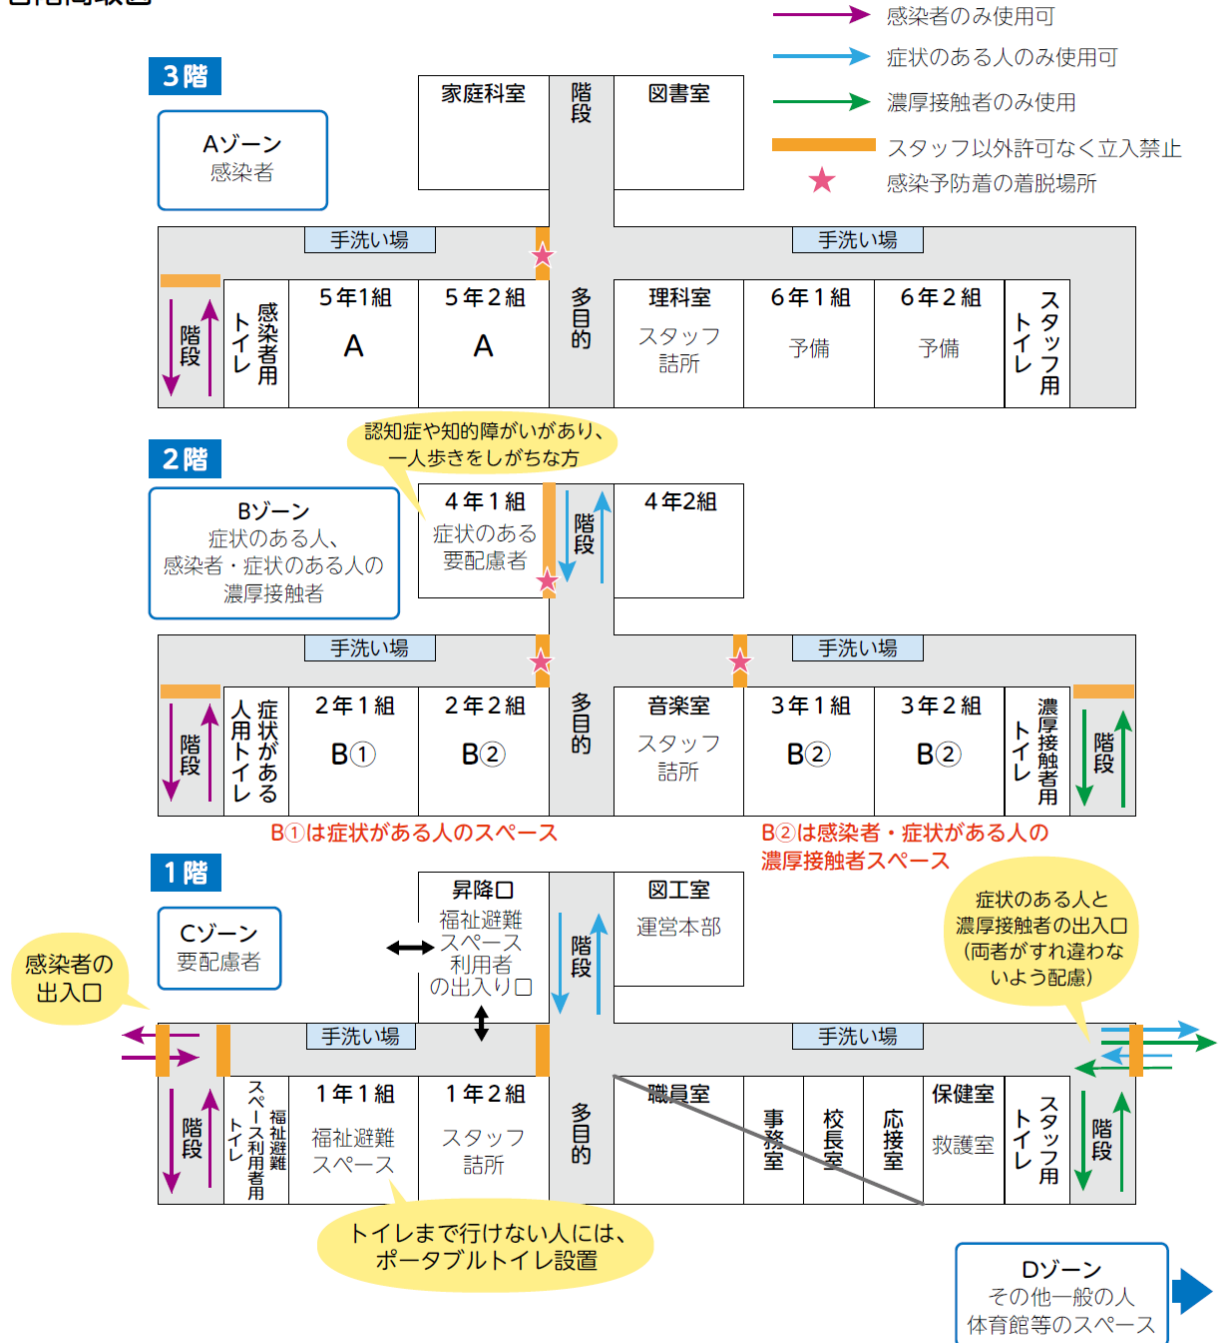 各階間取図
感染者のみ使用可
症状のある人のみ使用可
濃厚接触者のみ使用
スタッフ以外許可なく立入禁止
感染予防着の着脱場所
3階
Aゾーン
感染者
家庭科室
階段
図書室
手洗い場
手洗い場
階段
感染者用
トイレ
5年1組
A
5年2組
A
多目的
理科室
スタッフ
詰所
6年1組
予備
6年2組
予備
スタッフ用
トイレ
認知症や知的障がいがあり、
一人歩きをしがちな方
2階
Bゾーン
症状のある人、
感染者・症状のある人の
濃厚接触者
4年1組
症状のある
要配慮者
階段
4年2組
手洗い場
手洗い場
階段
症状がある
人用トイレ
2年1組
B①
2年2組
B②
多目的
音楽室
スタッフ
詰所
3年1組
B②
3年2組
B②
濃厚接触者用
トイレ
階段
B①は症状がある人のスペース
B②は感染者・症状がある人の
濃厚接触者スペース
1階
Cゾーン
要配慮者
感染者の
出入口
昇降口
福祉避難
スペース
利用者
の出入り口
階段
図工室
運営本部
症状のある人と
濃厚接触者の出入口
(両者がすれ違わな
いよう配慮)
手洗い場
手洗い場
階段
福祉避難
スペース利用者用
トイレ
1年1組
福祉避難
スペース
1年2組
スタッフ
詰所
多目的
職員室
事務室
校長室
応接室
保健室
救護室
スタッフ用
トイレ
階段
トイレまで行けない人には、
ポータブルトイレ設置
Dゾーン
その他一般の人
体育館等のスペース